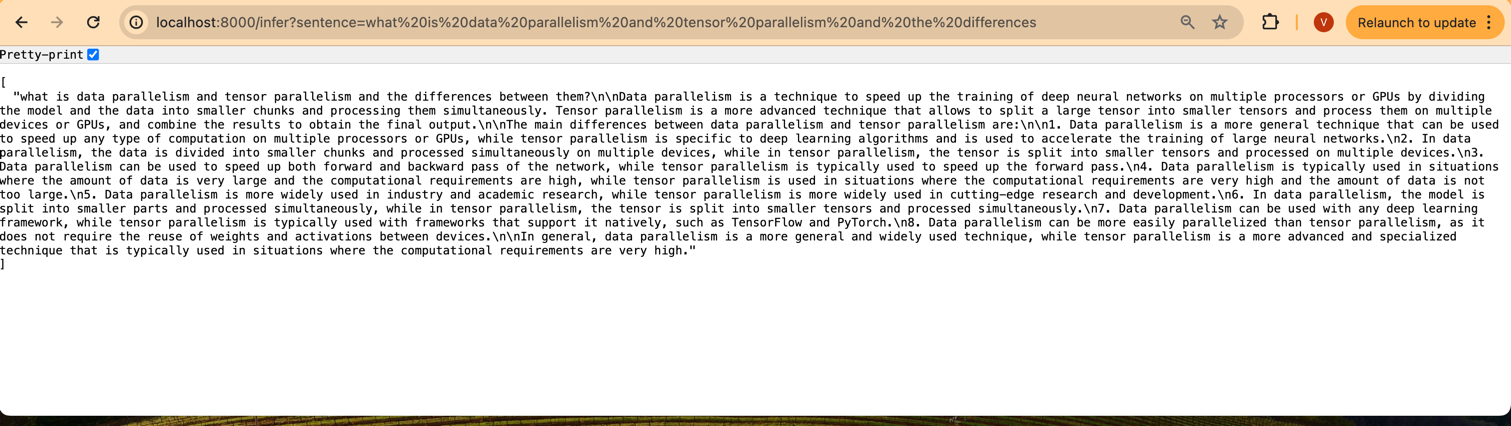 localhost:8000/infer?sentence=what%20is%20data%20parallelism%20and%20tensor%20parallelism%20and%20the%20differences
V
Relaunch to update
Pretty-print
[
"what is data parallelism and tensor parallelism and the differences between them?\n\nData parallelism is a technique to speed up the training of deep neural networks on multiple processors or GPUs by dividing
the model and the data into smaller chunks and processing them simultaneously. Tensor parallelism is a more advanced technique that allows to split a large tensor into smaller tensors and process them on multiple
devices or GPUs, and combine the results to obtain the final output.\n\nThe main differences between data parallelism and tensor parallelism are:\n\n1. Data parallelism is a more general technique that can be used
to speed up any type of computation on multiple processors or GPUs, while tensor parallelism is specific to deep learning algorithms and is used to accelerate the training of large neural networks.\n2. In data
parallelism, the data is divided into smaller chunks and processed simultaneously on multiple devices, while in tensor parallelism, the tensor is split into smaller tensors and processed on multiple devices.\n3.
Data parallelism can be used to speed up both forward and backward pass of the network, while tensor parallelism is typically used to speed up the forward pass.\n4. Data parallelism is typically used in situations
where the amount of data is very large and the computational requirements are high, while tensor parallelism is used in situations where the computational requirements are very high and the amount of data is not
too large.\n5. Data parallelism is more widely used in industry and academic research, while tensor parallelism is more widely used in cutting-edge research and development.\n6. In data parallelism, the model is
split into smaller parts and processed simultaneously, while in tensor parallelism, the tensor is split into smaller tensors and processed simultaneously.\n7. Data parallelism can be used with any deep learning
framework, while tensor parallelism is typically used with frameworks that support it natively, such as TensorFlow and PyTorch.\n8. Data parallelism can be more easily parallelized than tensor parallelism, as it
does not require the reuse of weights and activations between devices.\n\nIn general, data parallelism is a more general and widely used technique, while tensor parallelism is a more advanced and specialized
technique that is typically used in situations where the computational requirements are very high."
]